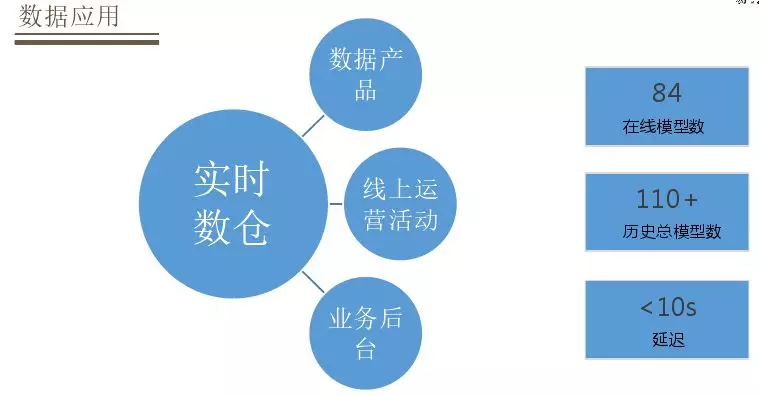 数据应用
数据产
品
实时
数仓
线上运
营活动
业务后
台
84
在线模型数
110+
历史总模型数
<10s
延迟